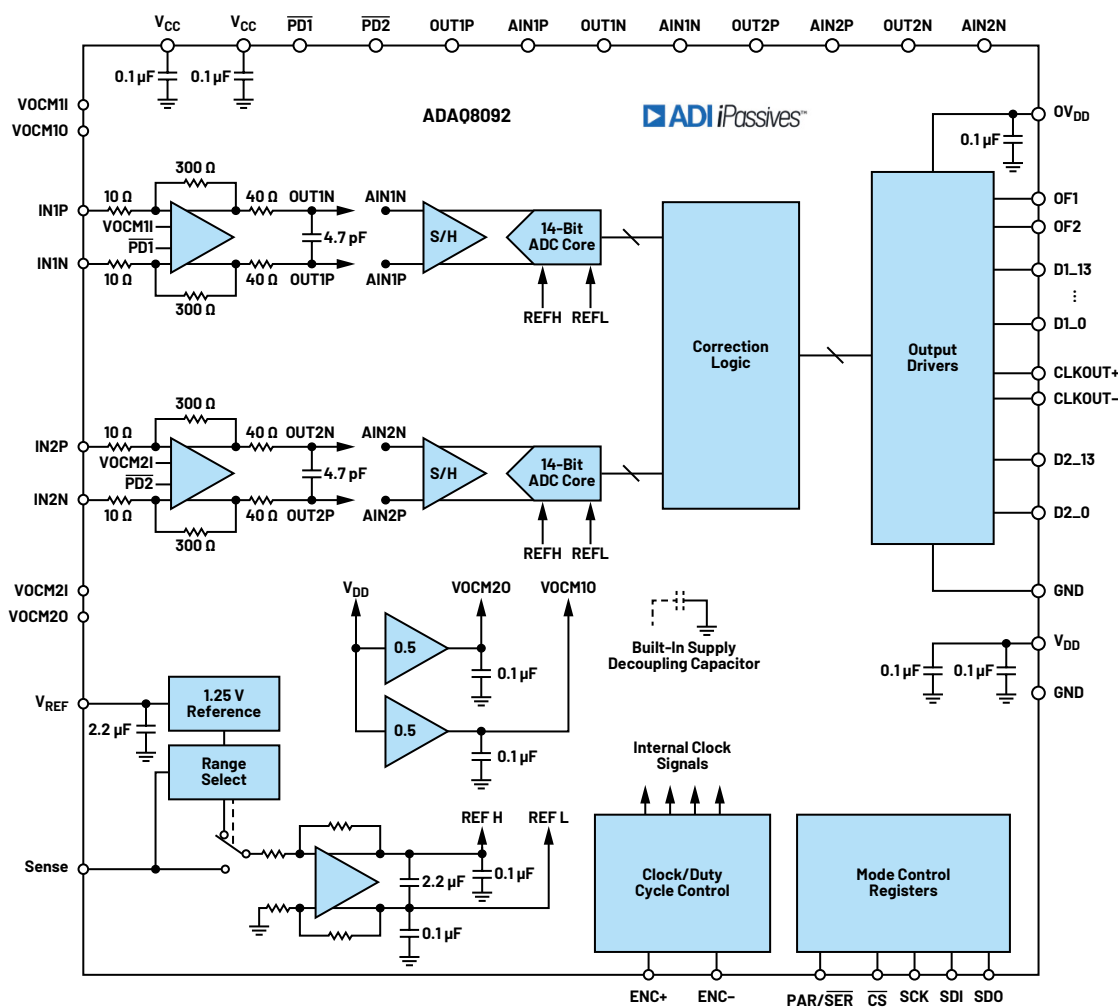 V_CC V_CC PD1 PD2 OUT1P AIN1P OUT1N AIN1N OUT2P AIN2P OUT2N AIN2N
0.1 µF 0.1 µF
VOCM1I
VOCM1O
ADAQ8092
ADI iPassives™
OV_DD
0.1 µF
300 Ω
10 Ω 40 Ω OUT1N AIN1N
IN1P
VOCM1I
PD1
4.7 pF
S/H
14-Bit
ADC Core
IN1N
10 Ω 40 Ω OUT1P AIN1P
300 Ω
REFH REFL
OF1
OF2
D1_13
⋮
D1_0
Correction
Logic
Output
Drivers
CLKOUT+
CLKOUT–
300 Ω
10 Ω 40 Ω OUT2N AIN2N
IN2P
VOCM2I
PD2
4.7 pF
S/H
14-Bit
ADC Core
IN2N
10 Ω 40 Ω OUT2P AIN2P
300 Ω
REFH REFL
D2_13
D2_0
VOCM2I
VOCM2O
V_DD VOCM2O VOCM1O
0.5
0.1 µF
0.5
0.1 µF
Built-In Supply
Decoupling Capacitor
GND
V_DD
0.1 µF 0.1 µF
GND
V_REF
2.2 µF
1.25 V
Reference
Range
Select
Sense
REF H REF L
2.2 µF
0.1 µF
0.1 µF
Internal Clock
Signals
Clock/Duty
Cycle Control
Mode Control
Registers
ENC+ ENC– PAR/SER CS SCK SDI SDO